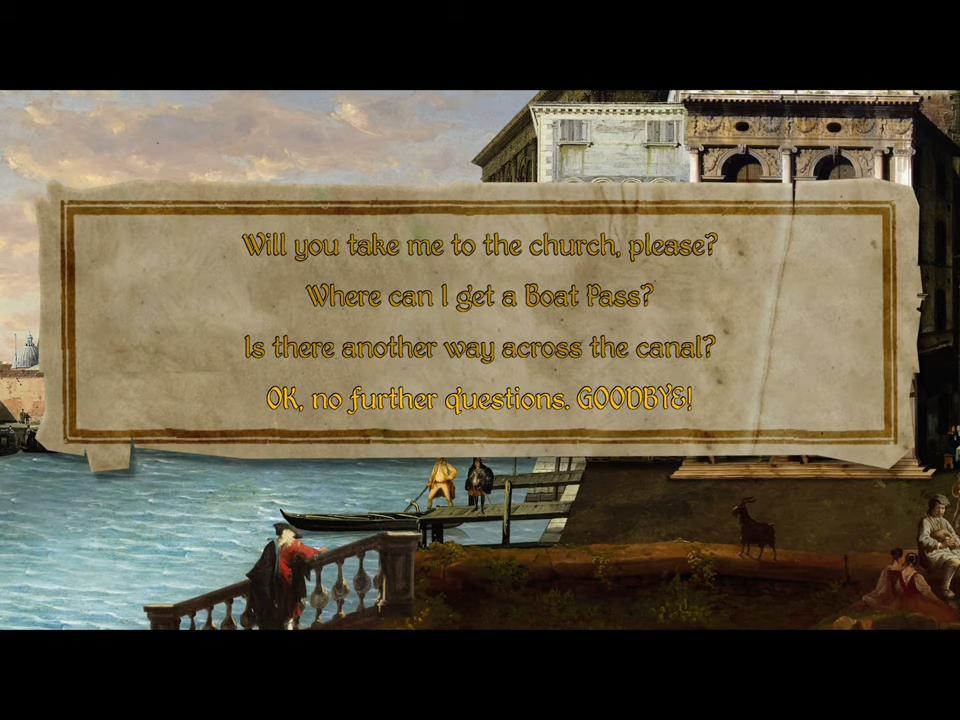 Will you take me to the church, please?
Where can I get a Boat Pass?
Is there another way across the canal?
OK, no further questions. GOODBYE!